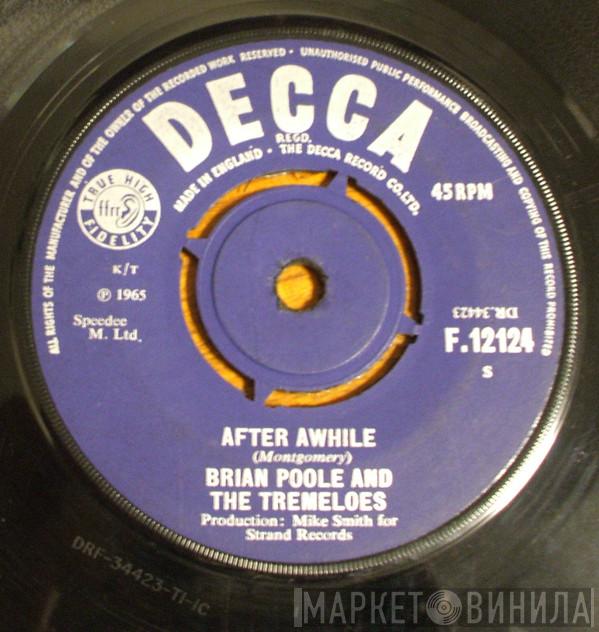 ALL RIGHTS OF THE MANUFACTURER AND OF THE OWNER OF THE RECORDED WORK RESERVED • UNAUTHORISED PUBLIC PERFORMANCE BROADCASTING AND COPYING OF THIS RECORD PROHIBITED
DECCA
REGD.
MADE IN ENGLAND • THE DECCA RECORD CO. LTD.
TRUE HIGH
ffrr
FIDELITY
45 RPM
K/T
℗ 1965
Speedee
M. Ltd.
DR.34423
F.12124
S
AFTER AWHILE
(Montgomery)
BRIAN POOLE AND
THE TREMELOES
Production: Mike Smith for
Strand Records
DRF-34423-T1-1C
МАРКЕТ ВИНИЛА